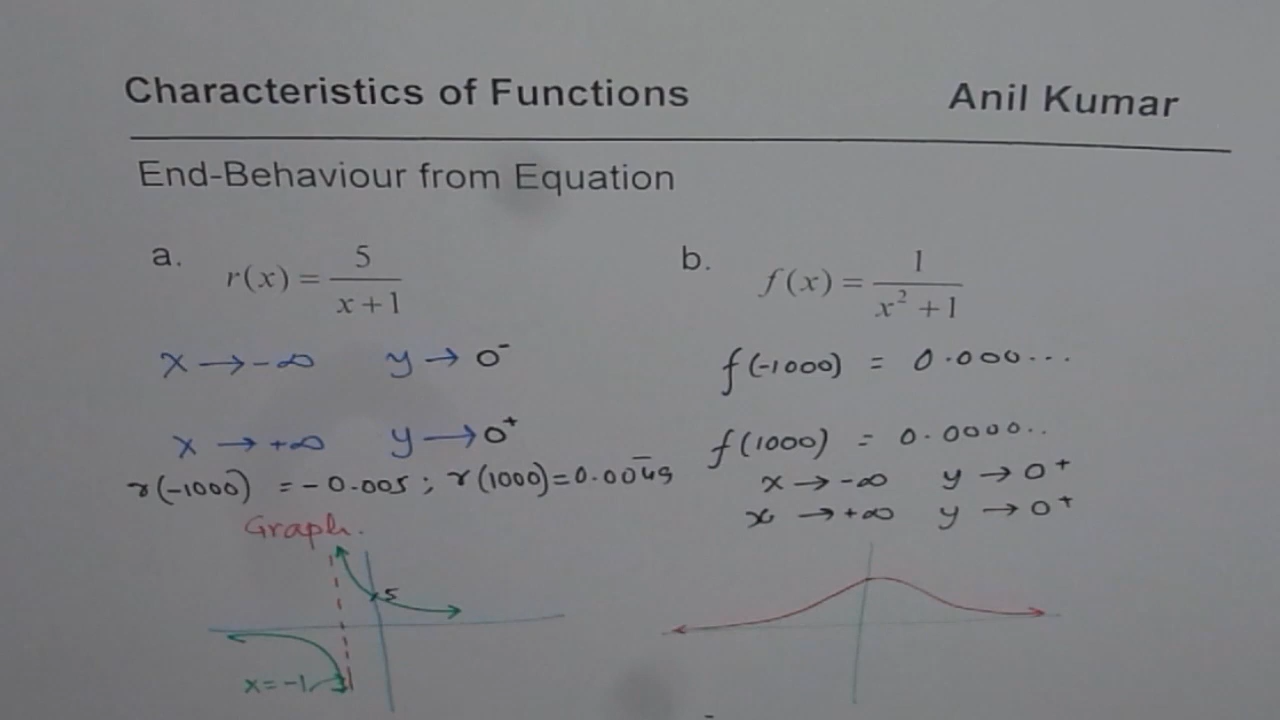 Characteristics of Functions Anil Kumar
End-Behaviour from Equation
a. r(x) = 5/(x+1)
x → -∞ y → 0⁻
x → +∞ y → 0⁺
r(-1000) = -0.005 ; r(1000) = 0.0049
Graph.
5
x = -1
b. f(x) = 1/(x² + 1)
f(-1000) = 0.000...
f(1000) = 0.0000..
x → -∞ y → 0⁺
x → +∞ y → 0⁺